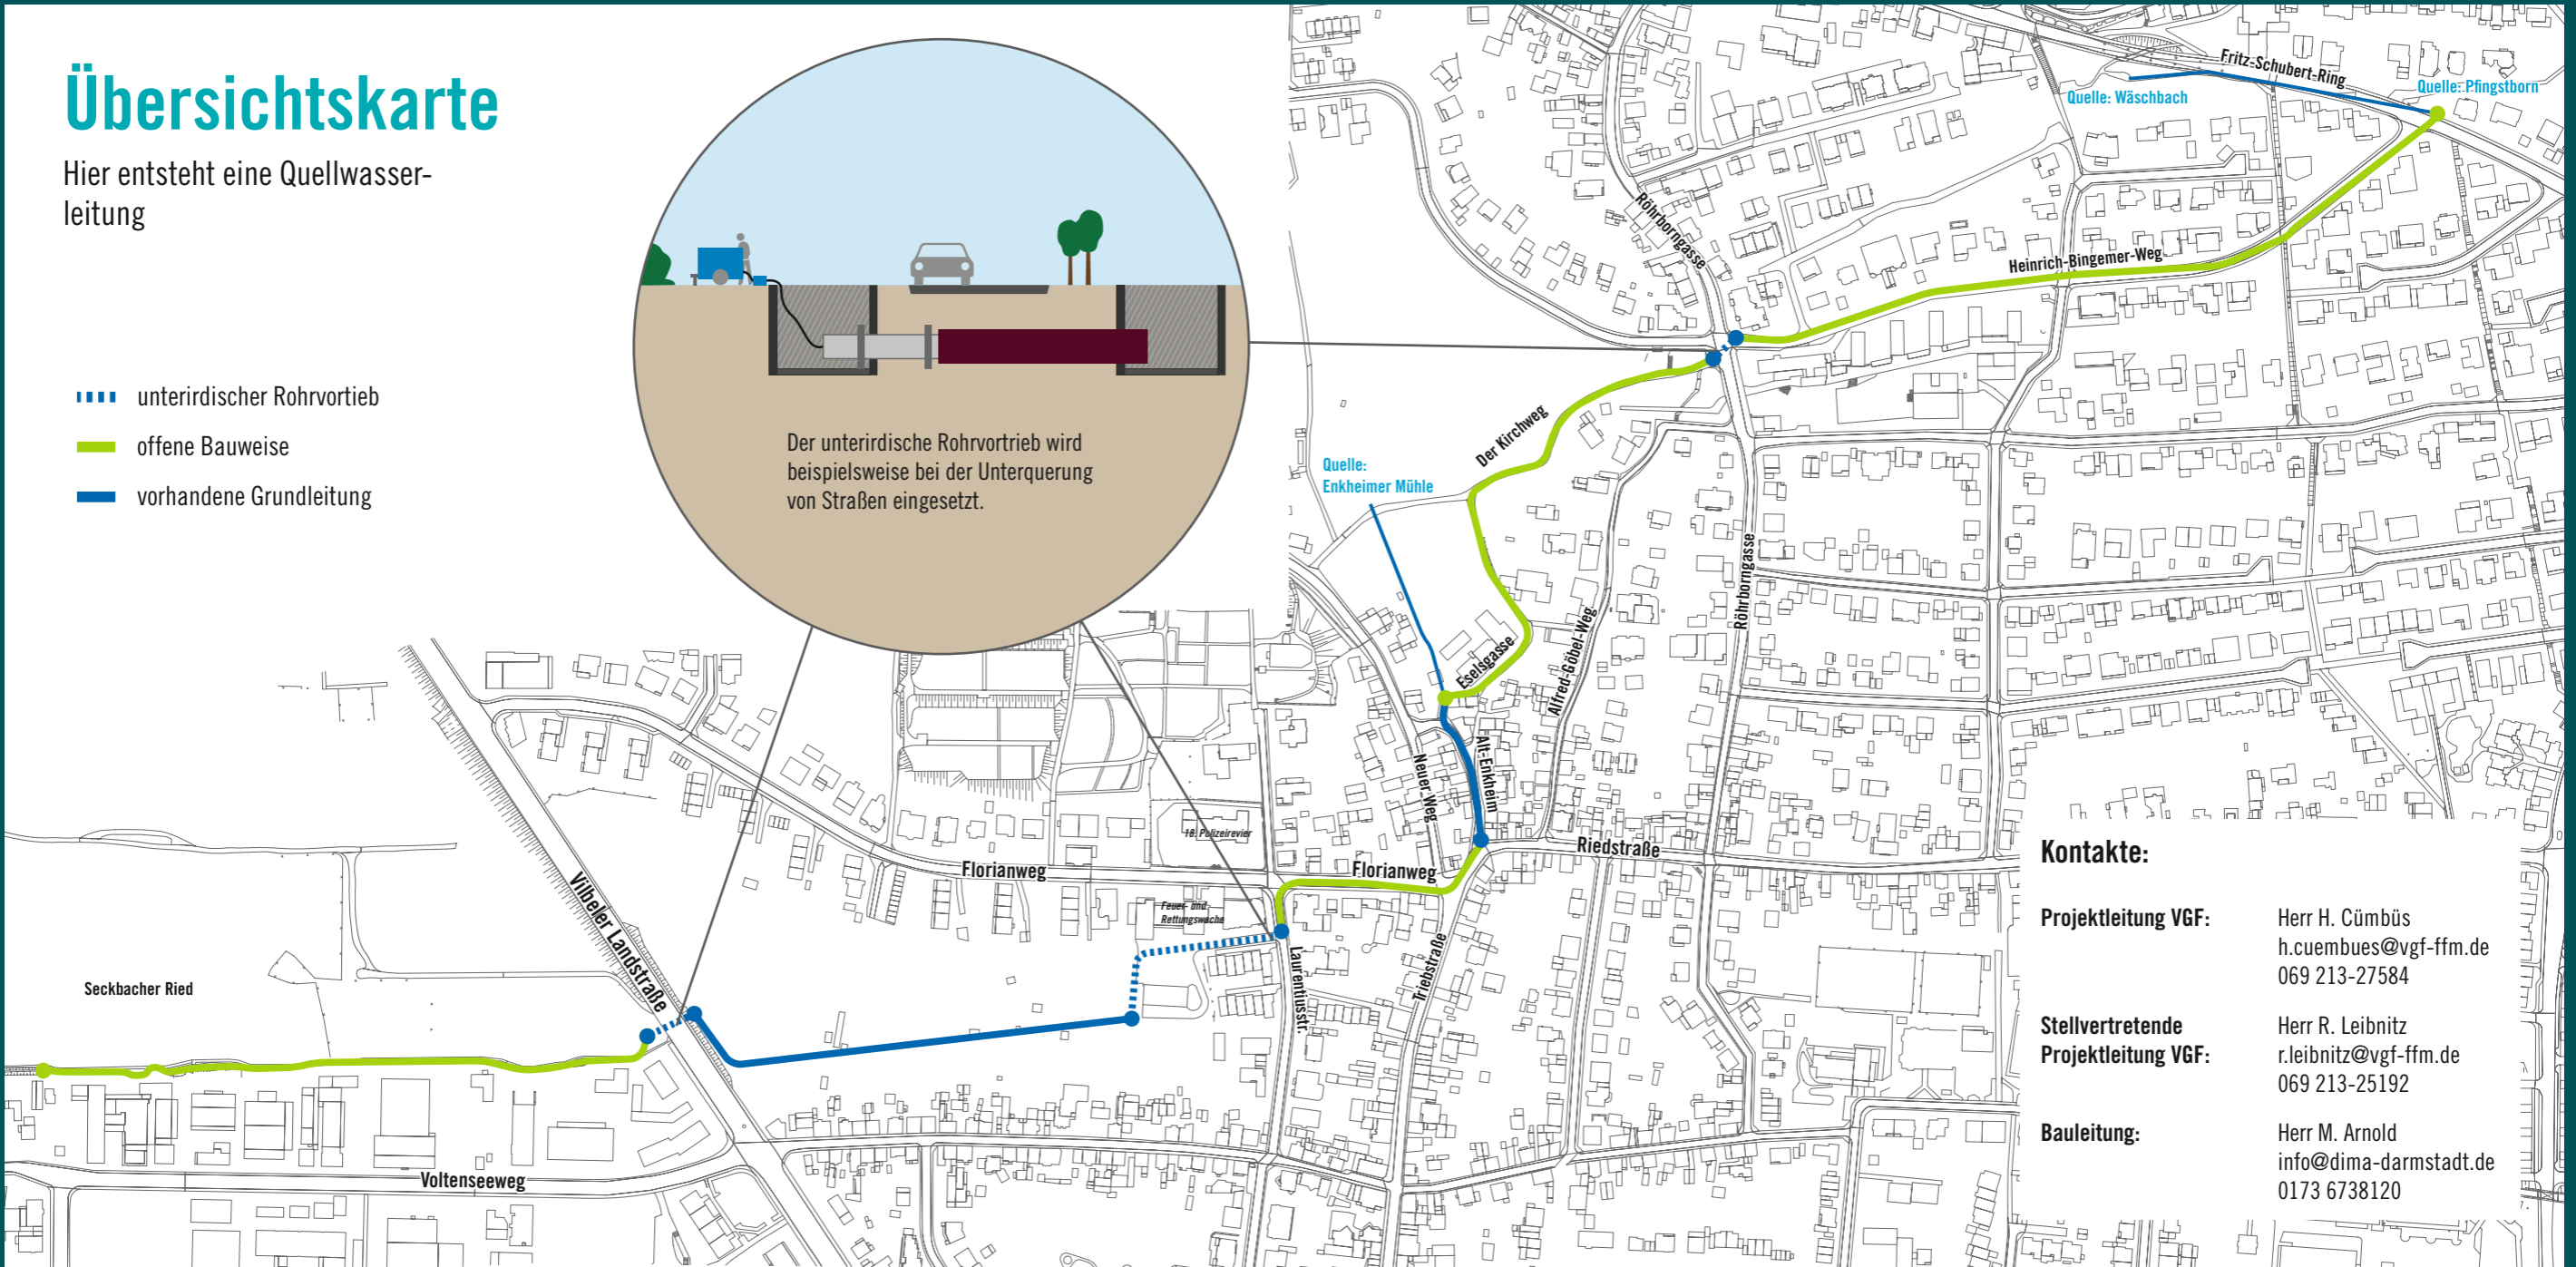 Übersichtskarte
Hier entsteht eine Quellwasser-
leitung
unterirdischer Rohrvortieb
offene Bauweise
vorhandene Grundleitung
Der unterirdische Rohrvortrieb wird
beispielsweise bei der Unterquerung
von Straßen eingesetzt.
Fritz-Schubert-Ring
Quelle: Pfingstborn
Quelle: Wäschbach
Röhrborngasse
Heinrich-Bingemer-Weg
Der Kirchweg
Quelle:
Enkheimer Mühle
Röhrborngasse
Eselsgasse
Alfred-Göbel-Weg
Alt-Enkheim
Neuer-Weg
18. Polizeirevier
Riedstraße
Florianweg
Florianweg
Feuer- und
Rettungswache
Vilbeler Landstraße
Laurentiusstr.
Triebstraße
Seckbacher Ried
Voltenseeweg
Kontakte:
Projektleitung VGF: Herr H. Cümbüs
h.cuembues@vgf-ffm.de
069 213-27584
Stellvertretende Herr R. Leibnitz
Projektleitung VGF: r.leibnitz@vgf-ffm.de
069 213-25192
Bauleitung: Herr M. Arnold
info@dima-darmstadt.de
0173 6738120